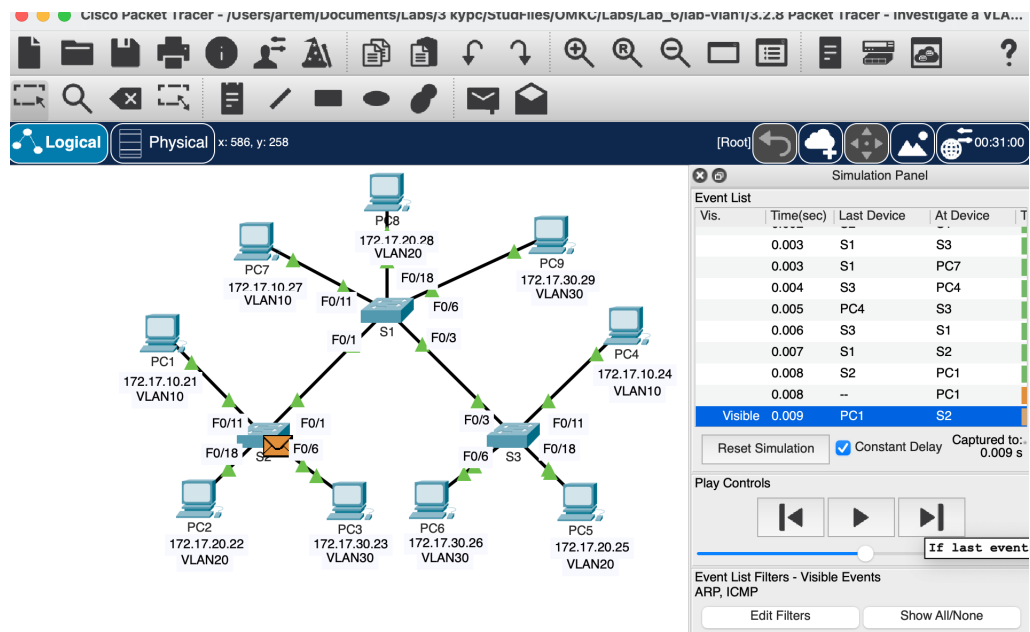 Cisco Packet Tracer - /Users/artem/Documents/Labs/3 курс/StudFiles/OMKC/Labs/Lab_6/lab-vlan1/3.2.8 Packet Tracer - Investigate a VLA...
?
Logical
Physical
x: 586, y: 258
[Root]
00:31:00
PC8
172.17.20.28
VLAN20
PC7
172.17.10.27
VLAN10
PC9
172.17.30.29
VLAN30
F0/11
F0/18
F0/6
S1
F0/1
F0/3
PC1
172.17.10.21
VLAN10
PC4
172.17.10.24
VLAN10
F0/11
F0/1
F0/18
S2
F0/6
F0/3
F0/11
F0/6
S3
F0/18
PC2
172.17.20.22
VLAN20
PC3
172.17.30.23
VLAN30
PC6
172.17.30.26
VLAN30
PC5
172.17.20.25
VLAN20
Simulation Panel
Event List
Vis. Time(sec) Last Device At Device T
0.003 S1 S3
0.003 S1 PC7
0.004 S3 PC4
0.005 PC4 S3
0.006 S3 S1
0.007 S1 S2
0.008 S2 PC1
0.008 -- PC1
Visible 0.009 PC1 S2
Reset Simulation
Constant Delay
Captured to:
0.009 s
Play Controls
If last event
Event List Filters - Visible Events
ARP, ICMP
Edit Filters
Show All/None